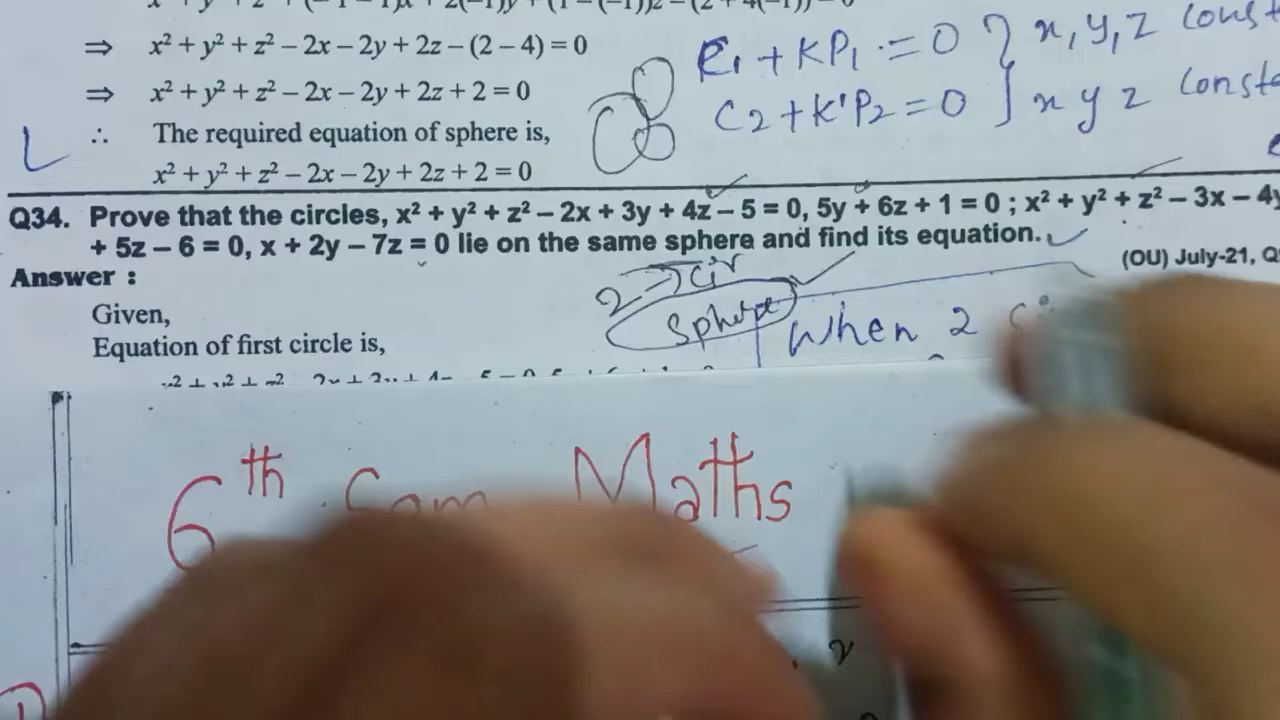 ⇒ x² + y² + z² − 2x − 2y + 2z − (2 − 4) = 0
⇒ x² + y² + z² − 2x − 2y + 2z + 2 = 0
∴ The required equation of sphere is,
x² + y² + z² − 2x − 2y + 2z + 2 = 0
C₁ + KP₁ = 0 } x, y, z
C₂ + K'P₂ = 0 } x y z
Q34. Prove that the circles, x² + y² + z² − 2x + 3y + 4z − 5 = 0, 5y + 6z + 1 = 0 ; x² + y² + z² − 3x − 4y
+ 5z − 6 = 0, x + 2y − 7z = 0 lie on the same sphere and find its equation.
(OU) July-21, Q
Answer :
2 → Cir
Given,
Sphere
When 2
Equation of first circle is,
6th Sem Maths